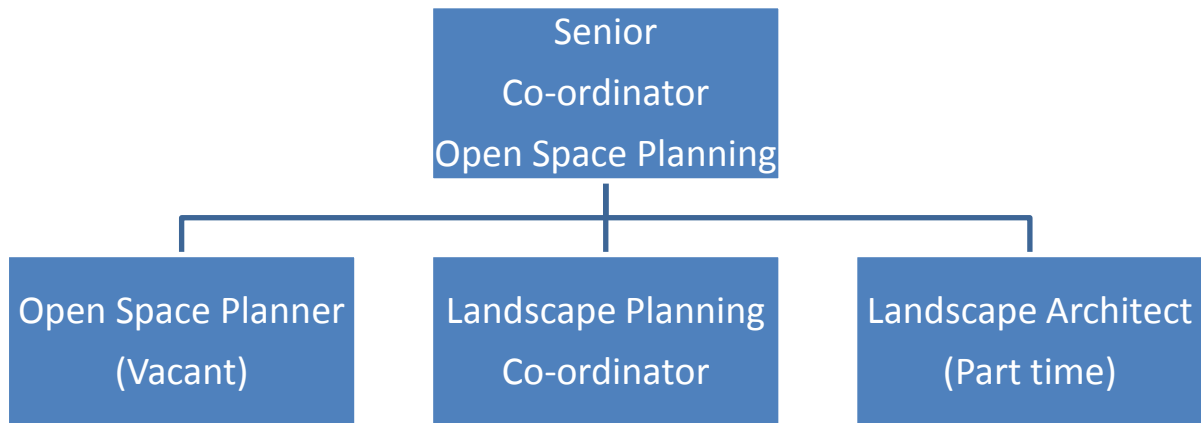 Senior
Co-ordinator
Open Space Planning
Open Space Planner
(Vacant)
Landscape Planning
Co-ordinator
Landscape Architect
(Part time)